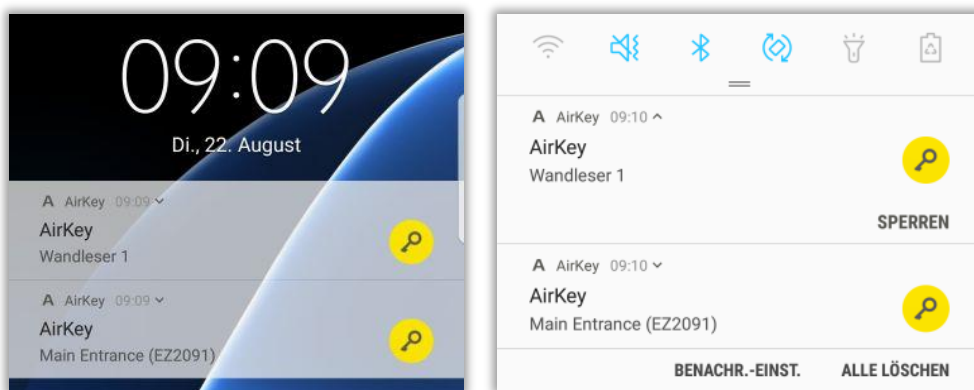 09:09
Di., 22. August
A AirKey 09:09
AirKey
Wandleser 1
A AirKey 09:09
AirKey
Main Entrance (EZ2091)
A AirKey 09:10
AirKey
Wandleser 1
SPERREN
A AirKey 09:10
AirKey
Main Entrance (EZ2091)
BENACHR.-EINST. ALLE LÖSCHEN